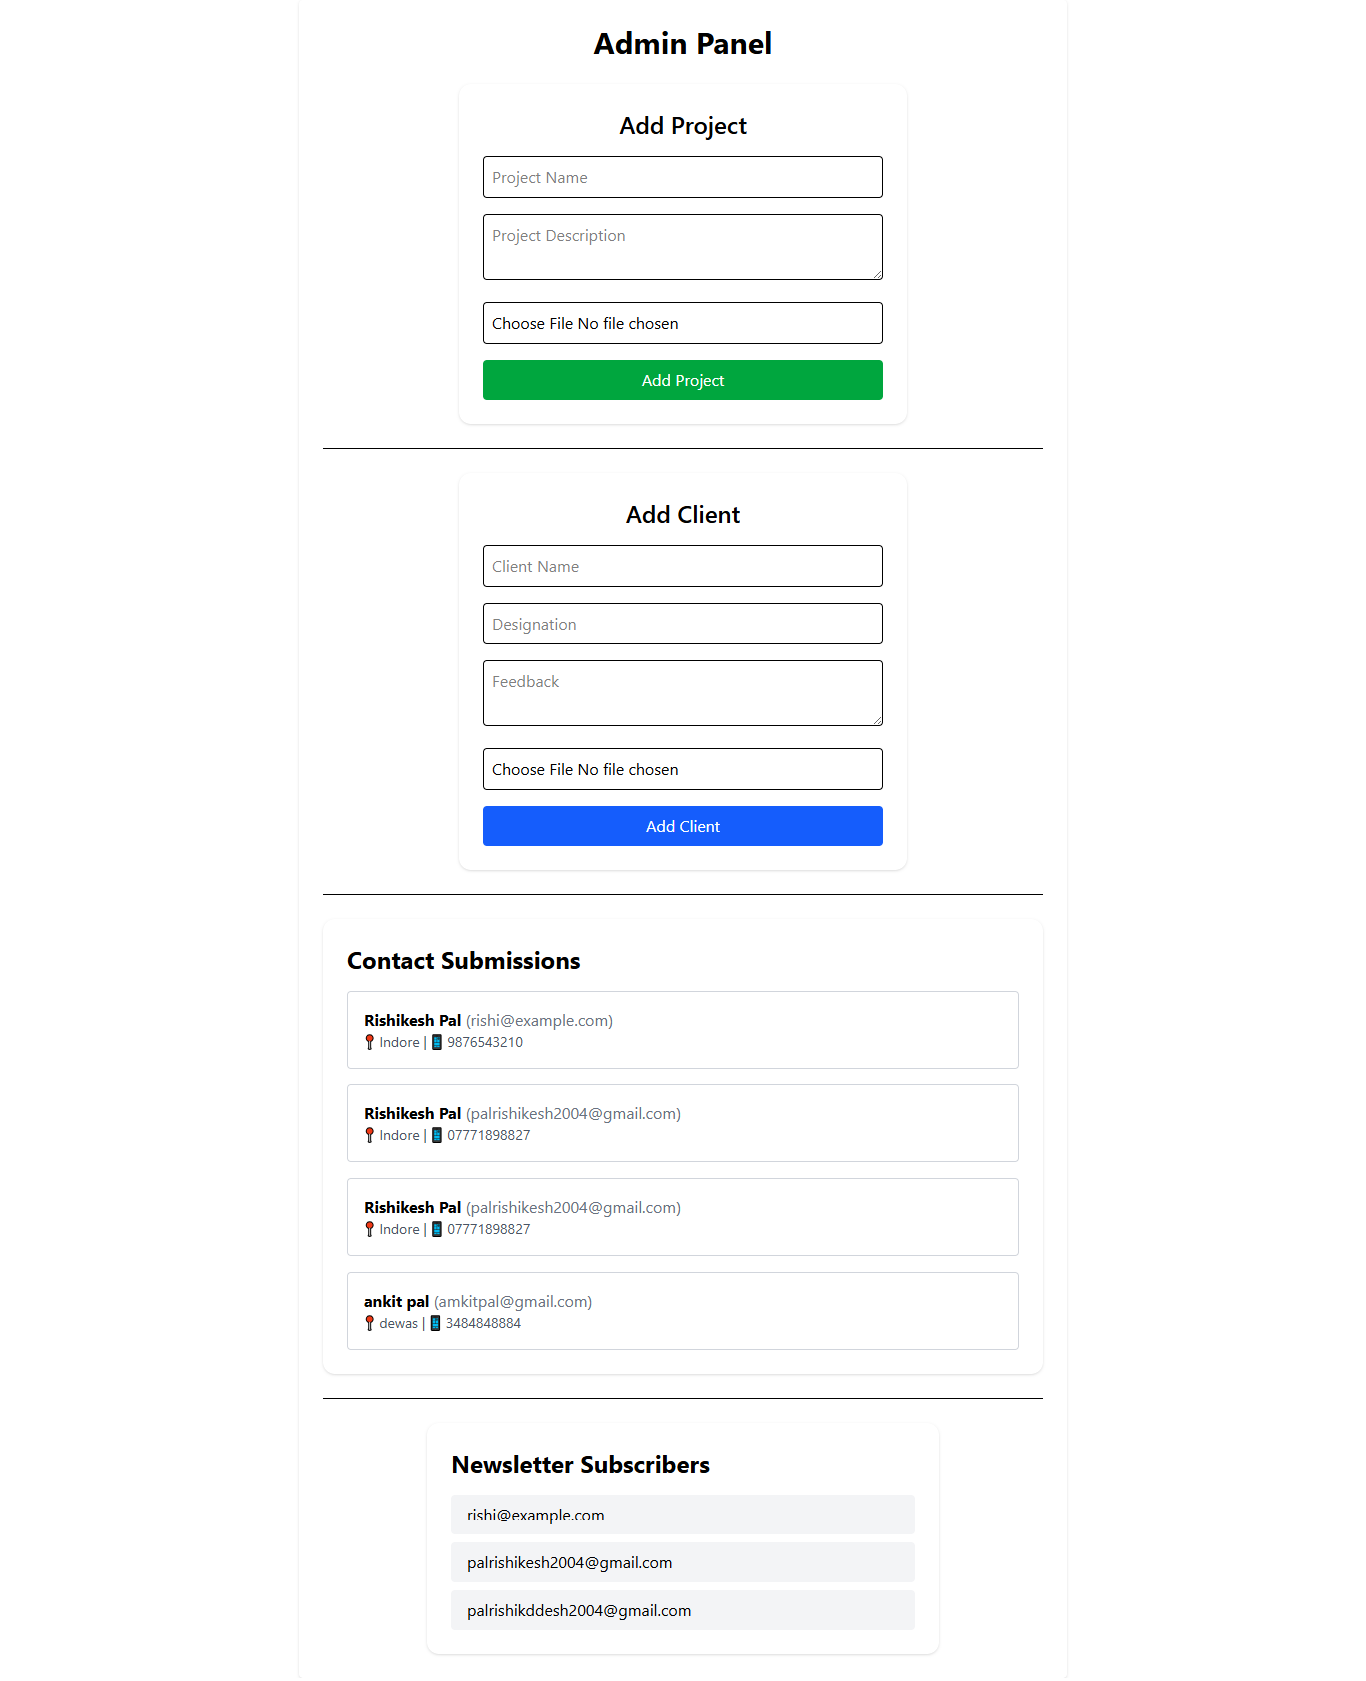 Admin Panel
Add Project
Project Name
Project Description
Choose File No file chosen
Add Project
Add Client
Client Name
Designation
Feedback
Choose File No file chosen
Add Client
Contact Submissions
Rishikesh Pal (rishi@example.com)
📍 Indore | 📱 9876543210
Rishikesh Pal (palrishikesh2004@gmail.com)
📍 Indore | 📱 07771898827
Rishikesh Pal (palrishikesh2004@gmail.com)
📍 Indore | 📱 07771898827
ankit pal (amkitpal@gmail.com)
📍 dewas | 📱 3484848884
Newsletter Subscribers
rishi@example.com
palrishikesh2004@gmail.com
palrishikddesh2004@gmail.com